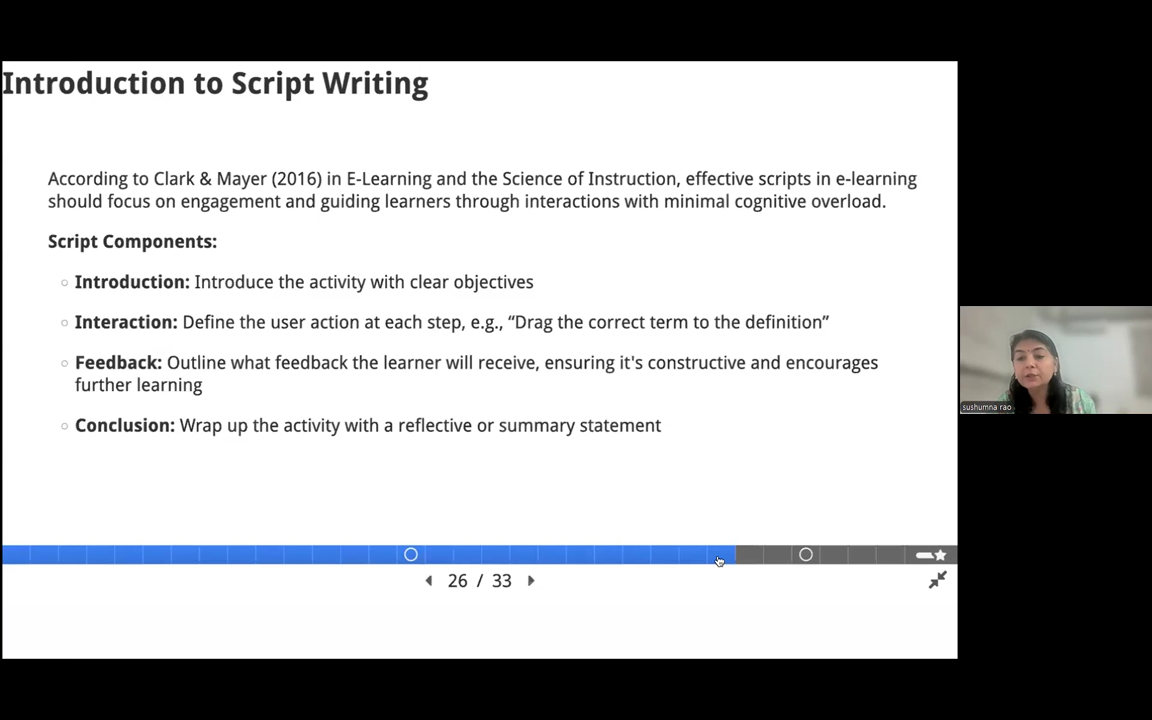 Introduction to Script Writing
According to Clark & Mayer (2016) in E-Learning and the Science of Instruction, effective scripts in e-learning
should focus on engagement and guiding learners through interactions with minimal cognitive overload.
Script Components:
Introduction: Introduce the activity with clear objectives
Interaction: Define the user action at each step, e.g., “Drag the correct term to the definition”
Feedback: Outline what feedback the learner will receive, ensuring it's constructive and encourages
further learning
Conclusion: Wrap up the activity with a reflective or summary statement
sushumna rao
26 / 33